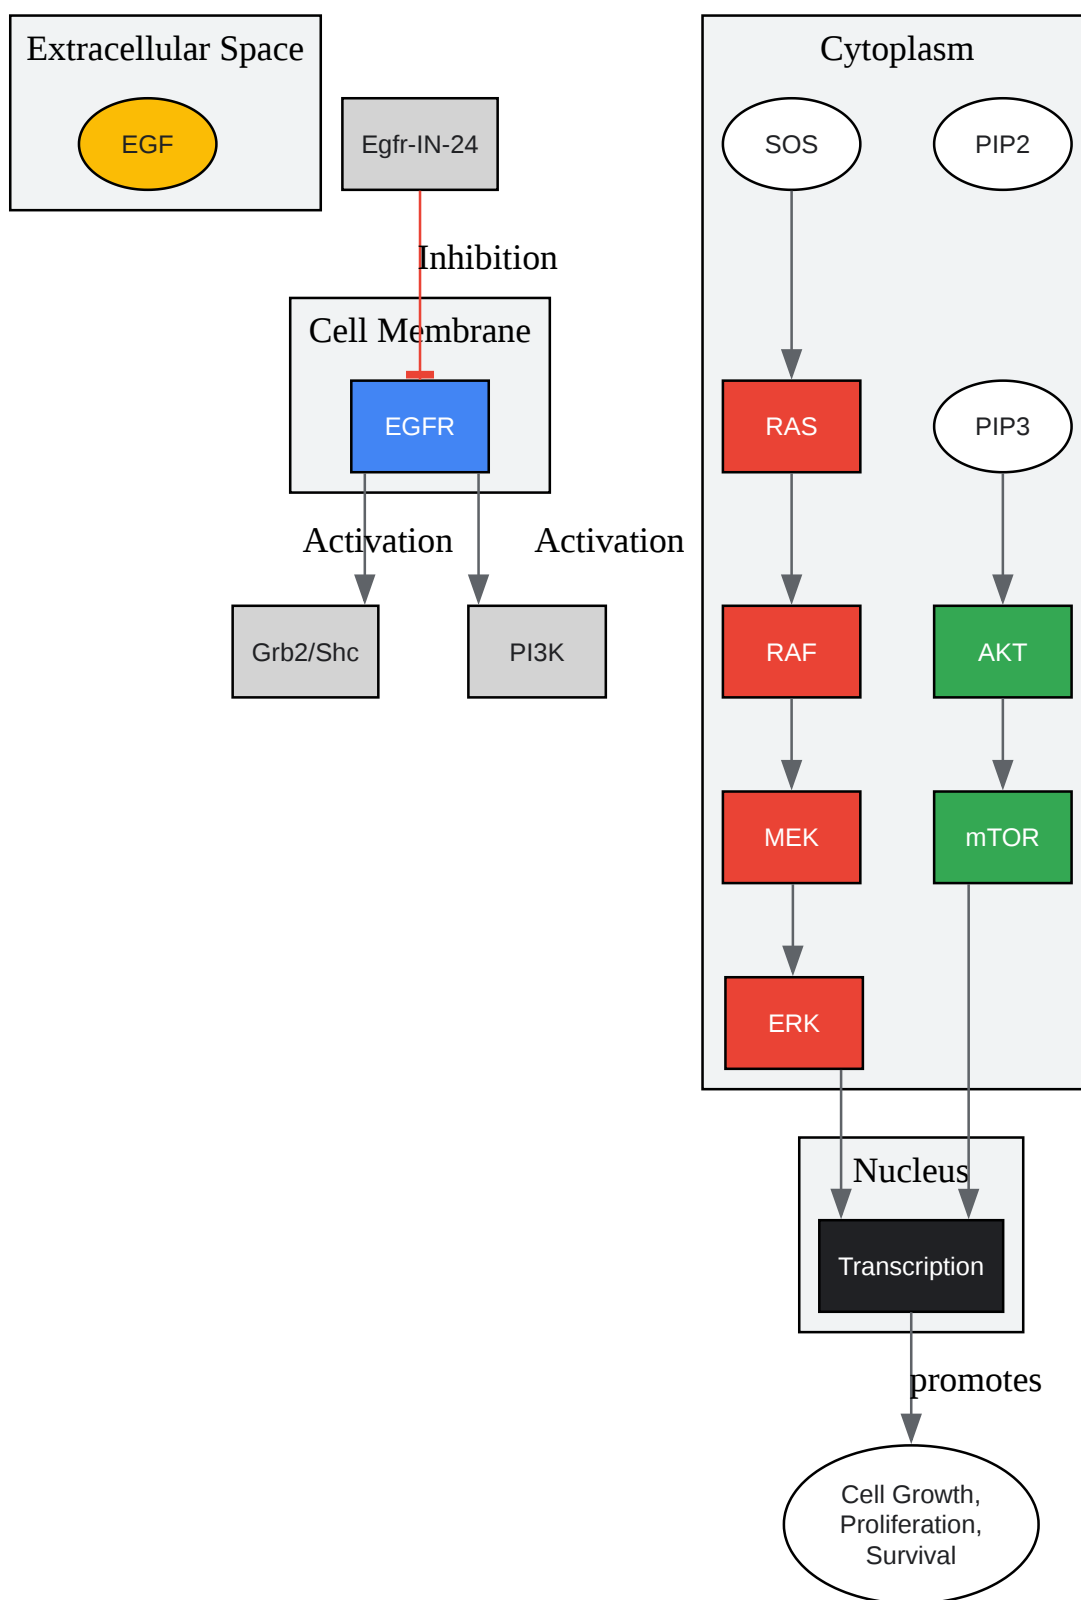 Extracellular Space
EGF
Egfr-IN-24
Inhibition
Cell Membrane
EGFR
Activation
Activation
Grb2/Shc
PI3K
Cytoplasm
SOS
PIP2
RAS
PIP3
RAF
AKT
MEK
mTOR
ERK
Nucleus
Transcription
promotes
Cell Growth,
Proliferation,
Survival